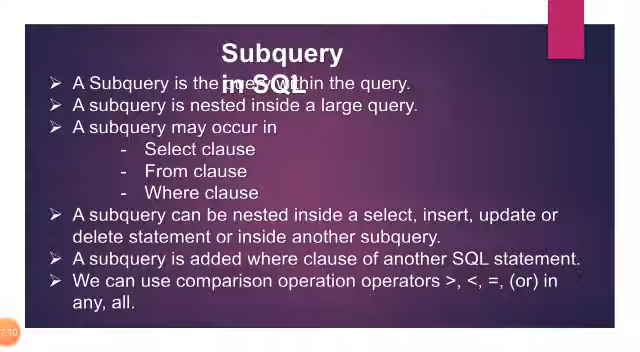 Subquery
in SQL
➢ A Subquery is the query within the query.
➢ A subquery is nested inside a large query.
➢ A subquery may occur in
- Select clause
- From clause
- Where clause
➢ A subquery can be nested inside a select, insert, update or
delete statement or inside another subquery.
➢ A subquery is added where clause of another SQL statement.
➢ We can use comparison operation operators >, <, =, (or) in
any, all.
7:10